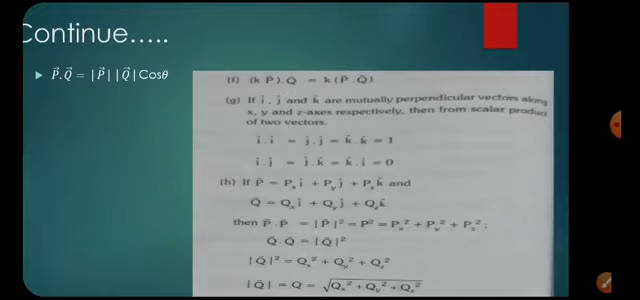 Continue.....
P⃗.Q⃗ = |P⃗| |Q⃗| Cosθ
(f) (k P⃗).Q⃗ = k (P⃗.Q⃗)
(g) If î, ĵ and k̂ are mutually perpendicular vectors along
x, y and z-axes respectively, then from scalar product
of two vectors.
î.î = ĵ.ĵ = k̂.k̂ = 1
î.ĵ = ĵ.k̂ = k̂.î = 0
(h) If P⃗ = Pₓî + Pᵧĵ + P_z k̂ and
Q⃗ = Qₓî + Qᵧĵ + Q_z k̂
then P⃗.P⃗ = |P⃗|² = P² = Pₓ² + Pᵧ² + P_z²;
Q⃗.Q⃗ = |Q⃗|²
|Q⃗|² = Qₓ² + Qᵧ² + Q_z²
|Q⃗| = Q = √(Qₓ² + Qᵧ² + Q_z²)